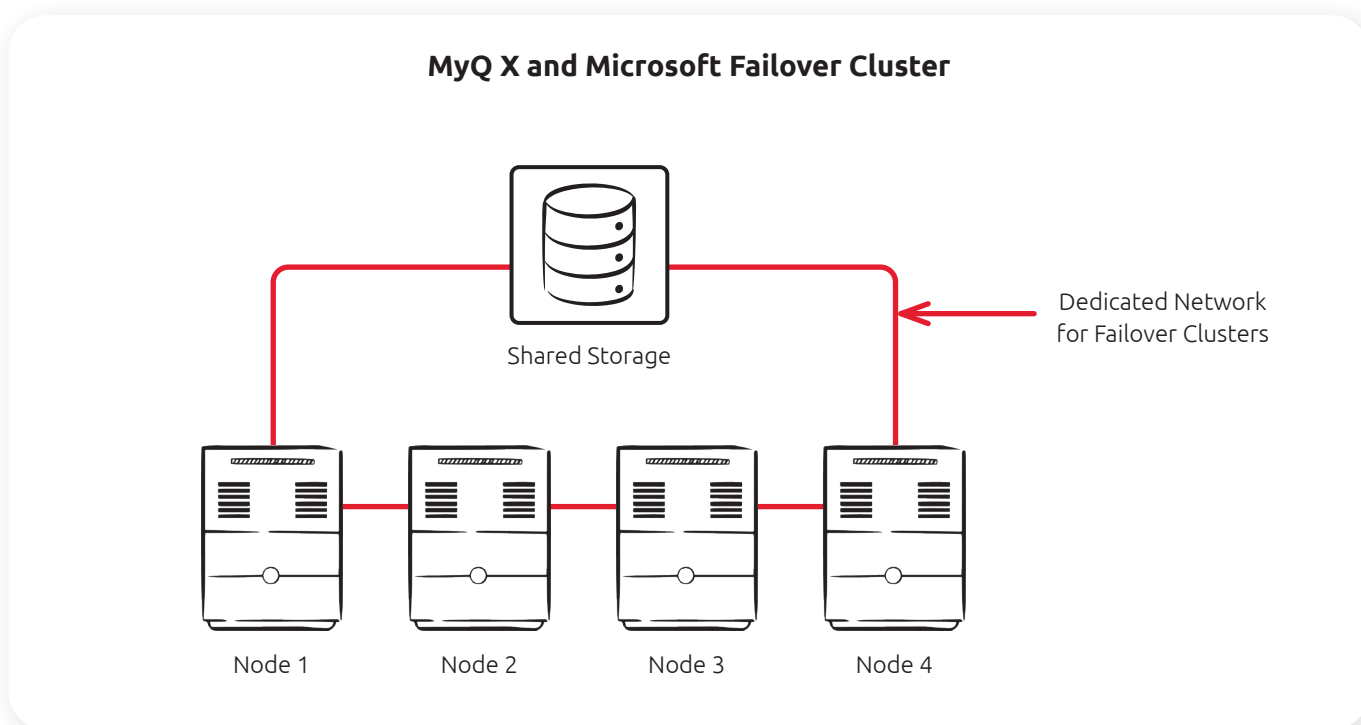 MyQ X and Microsoft Failover Cluster
Dedicated Network
for Failover Clusters
Shared Storage
Node 1
Node 2
Node 3
Node 4